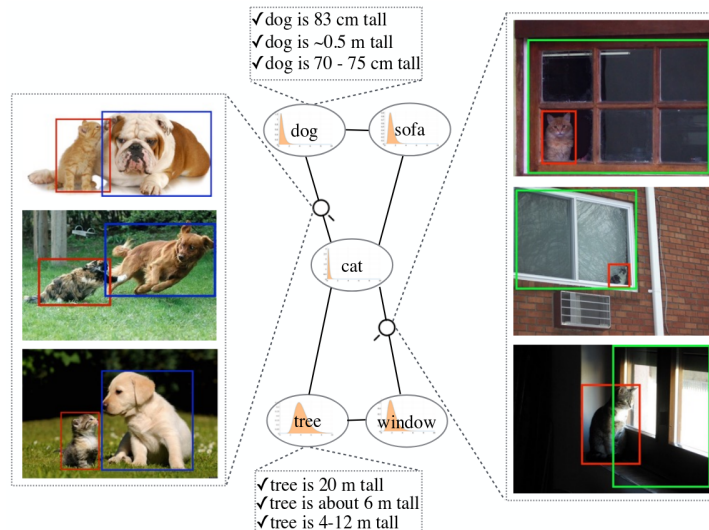 ✓dog is 83 cm tall
✓dog is ~0.5 m tall
✓dog is 70 - 75 cm tall
dog
sofa
cat
tree
window
✓tree is 20 m tall
✓tree is about 6 m tall
✓tree is 4-12 m tall